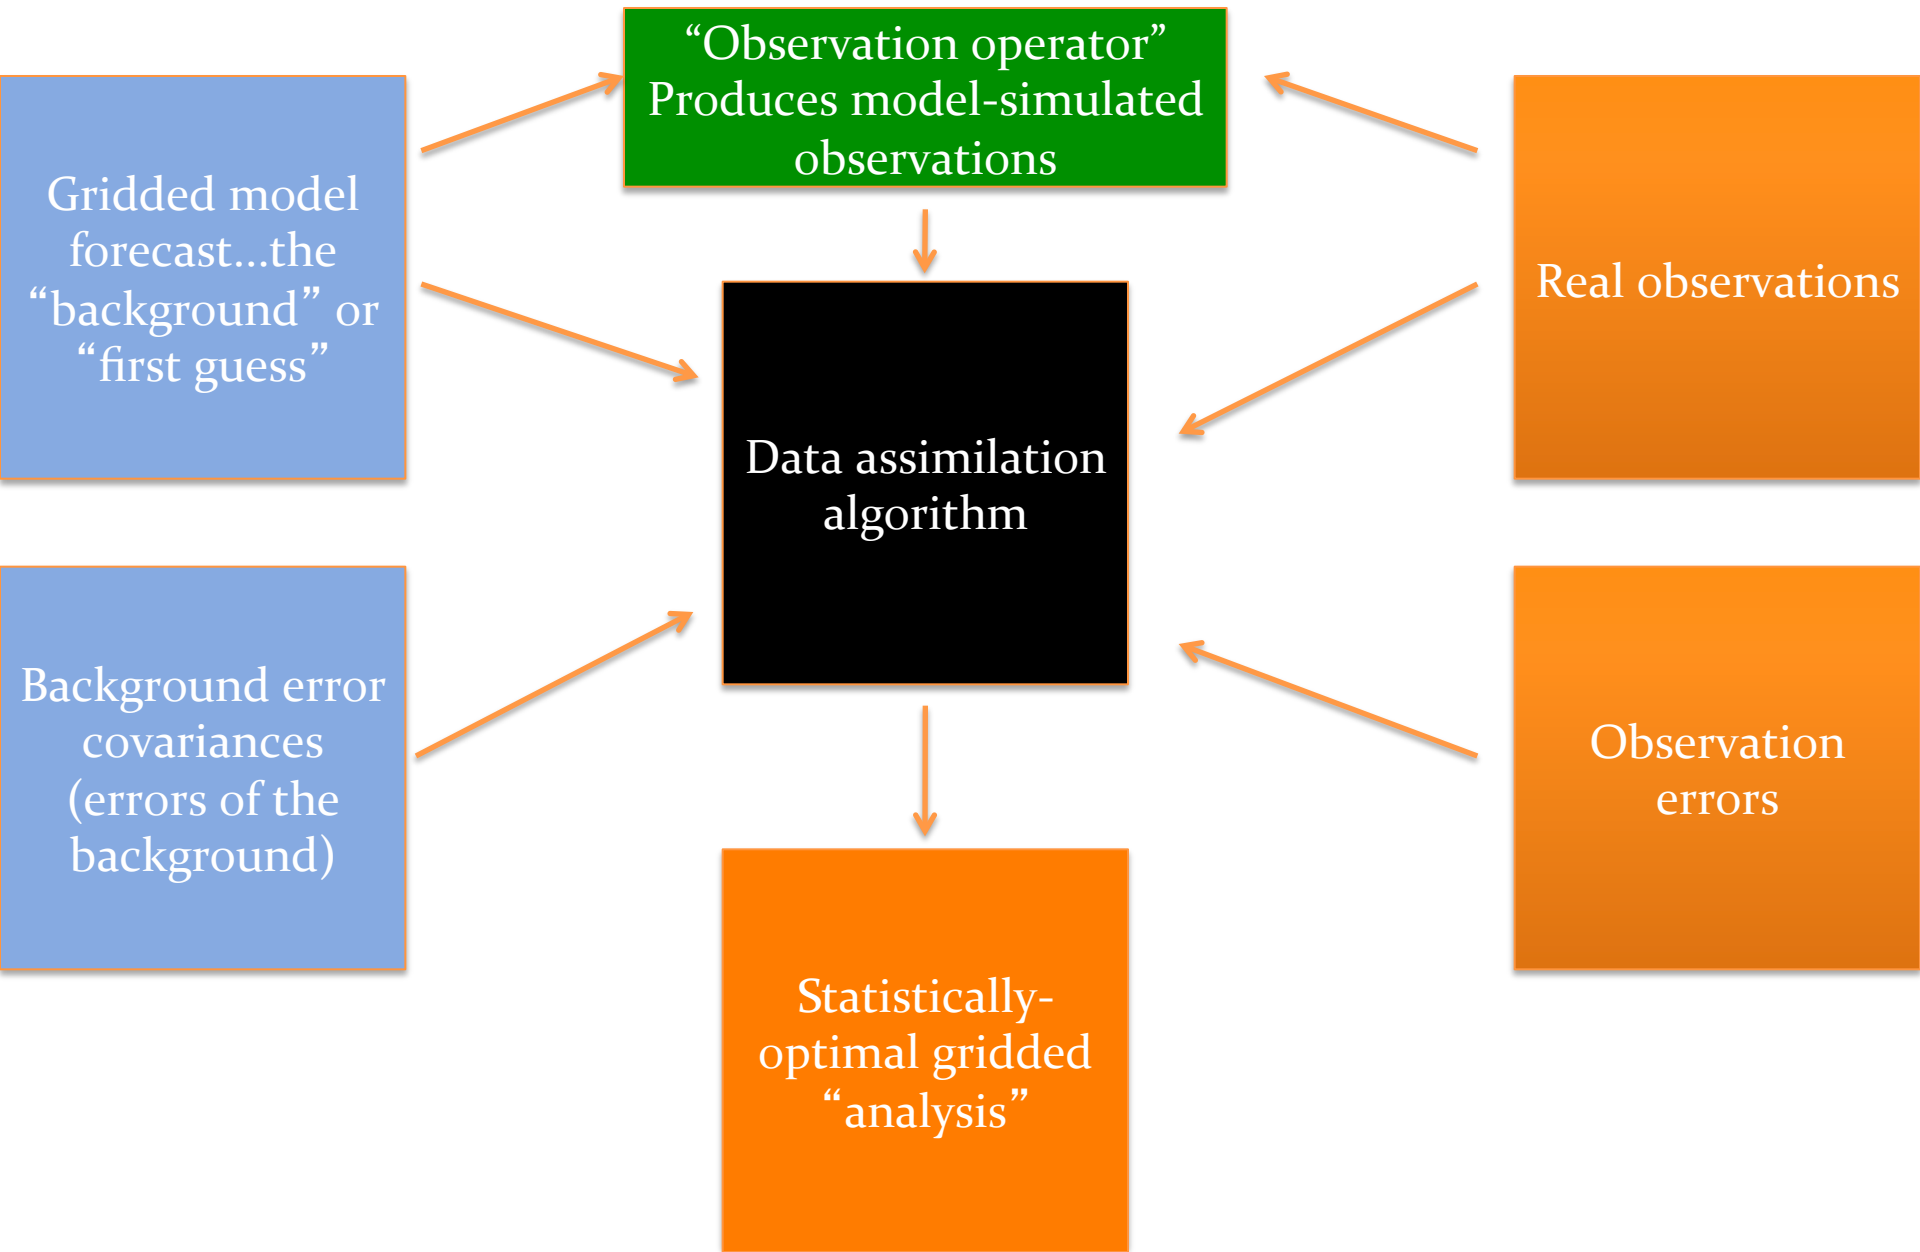 “Observation operator”
Produces model-simulated
observations
Gridded model
forecast...the
“background” or
“first guess”
Real observations
Data assimilation
algorithm
Background error
covariances
(errors of the
background)
Observation
errors
Statistically-
optimal gridded
“analysis”